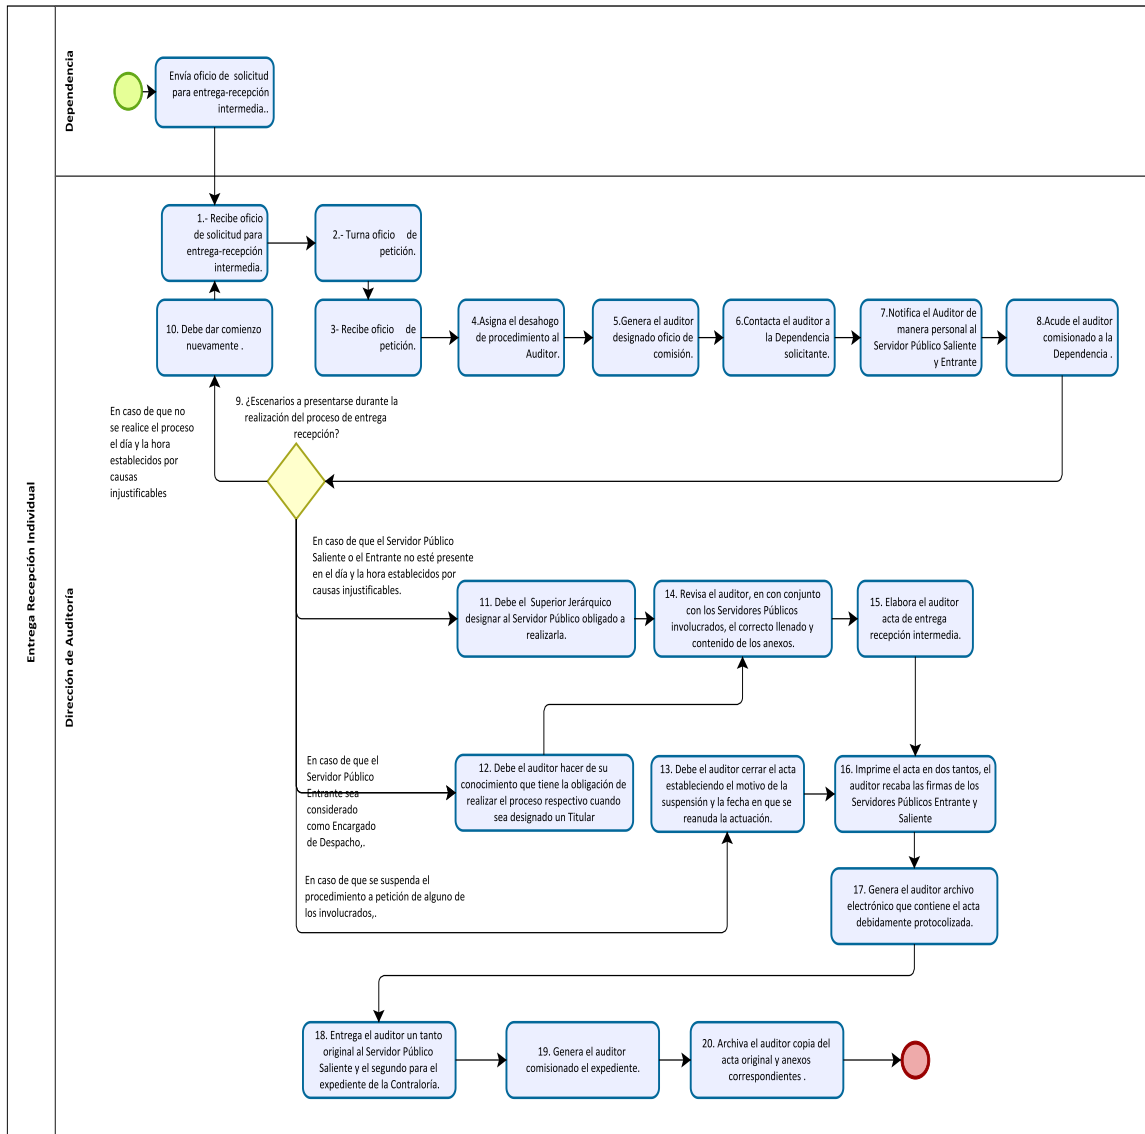 Entrega Recepción Individual
Dependencia
Envía oficio de solicitud
para entrega-recepción
intermedia..
Dirección de Auditoría
1.- Recibe oficio
de solicitud para
entrega-recepción
intermedia.
2.- Turna oficio de
petición.
10. Debe dar comienzo
nuevamente .
3- Recibe oficio de
petición.
4.Asigna el desahogo
de procedimiento al
Auditor.
5.Genera el auditor
designado oficio de
comisión.
6.Contacta el auditor a
la Dependencia
solicitante.
7.Notifica el Auditor de
manera personal al
Servidor Público Saliente
y Entrante
8.Acude el auditor
comisionado a la
Dependencia .
En caso de que no
se realice el proceso
el día y la hora
establecidos por
causas
injustificables
9. ¿Escenarios a presentarse durante la
realización del proceso de entrega
recepción?
En caso de que el Servidor Público
Saliente o el Entrante no esté presente
en el día y la hora establecidos por
causas injustificables.
11. Debe el Superior Jerárquico
designar al Servidor Público obligado a
realizarla.
14. Revisa el auditor, en con conjunto
con los Servidores Públicos
involucrados, el correcto llenado y
contenido de los anexos.
15. Elabora el auditor
acta de entrega
recepción intermedia.
En caso de que el
Servidor Público
Entrante sea
considerado
como Encargado
de Despacho,.
12. Debe el auditor hacer de su
conocimiento que tiene la obligación de
realizar el proceso respectivo cuando
sea designado un Titular
13. Debe el auditor cerrar el acta
estableciendo el motivo de la
suspensión y la fecha en que se
reanuda la actuación.
16. Imprime el acta en dos tantos, el
auditor recaba las firmas de los
Servidores Públicos Entrante y
Saliente
En caso de que se suspenda el
procedimiento a petición de alguno de
los involucrados,.
17. Genera el auditor archivo
electrónico que contiene el acta
debidamente protocolizada.
18. Entrega el auditor un tanto
original al Servidor Público
Saliente y el segundo para el
expediente de la Contraloría.
19. Genera el auditor
comisionado el expediente.
20. Archiva el auditor copia del
acta original y anexos
correspondientes .